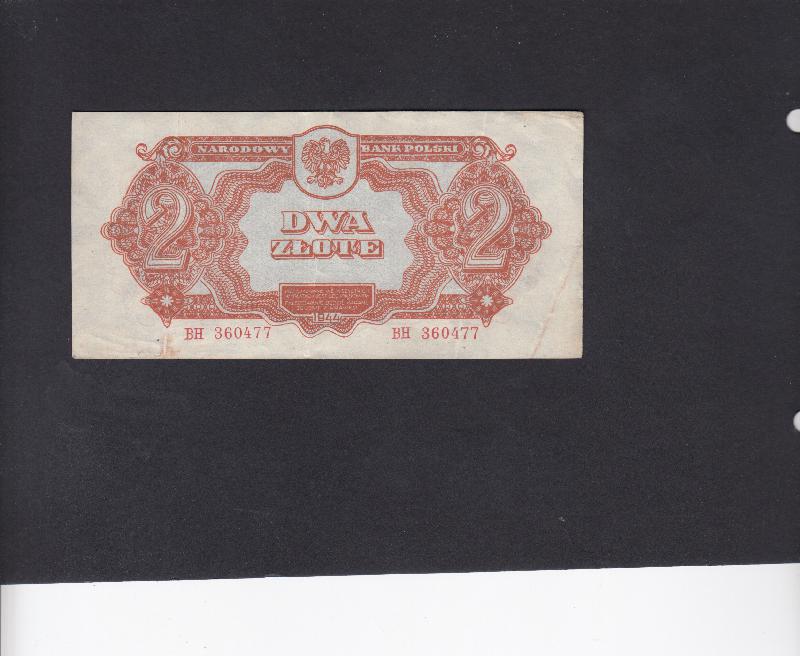 NARODOWY BANK POLSKI
2 DWA 2
ZŁOTE
1944
BH 360477 BH 360477